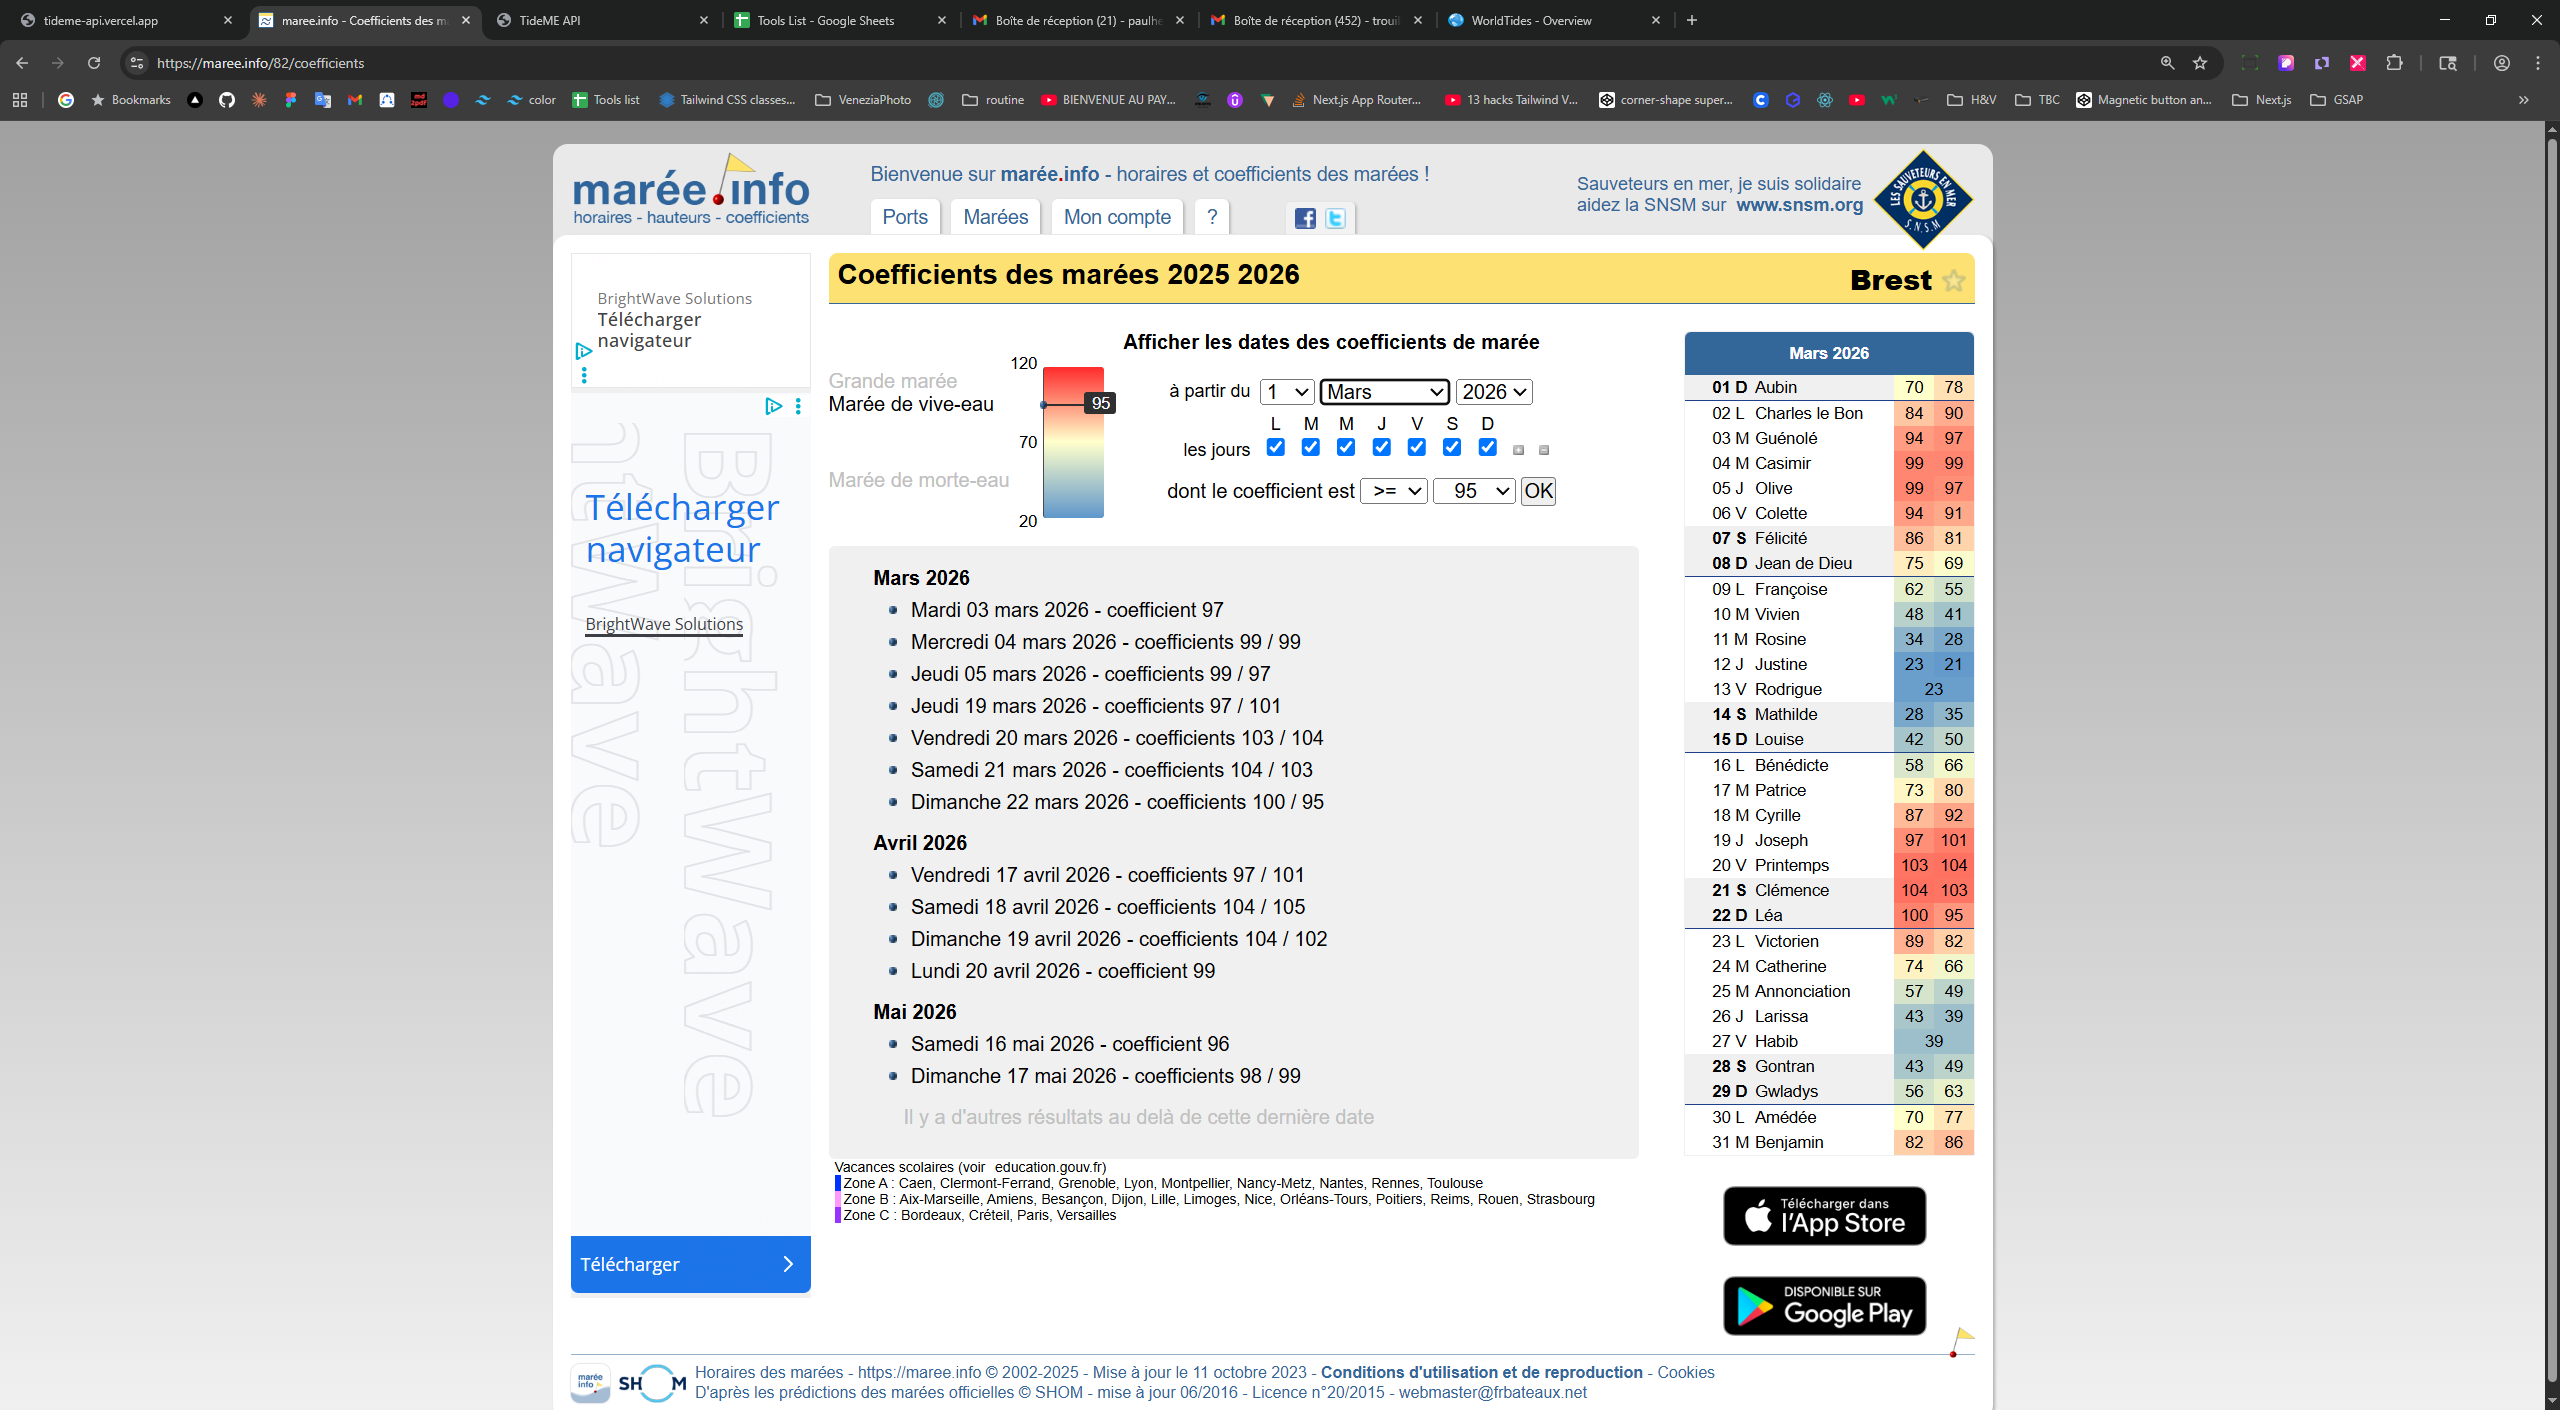 tideme-api.vercel.app
maree.info - Coefficients des m
TideME API
Tools List - Google Sheets
Boîte de réception (21) - paulhe
Boîte de réception (452) - trouil
WorldTides - Overview
https://maree.info/82/coefficients
Bookmarks
color
Tools list
Tailwind CSS classes...
VeneziaPhoto
routine
BIENVENUE AU PAY...
Next.js App Router...
13 hacks Tailwind V...
corner-shape super...
H&V
TBC
Magnetic button an...
Next.js
GSAP
marée.info
horaires - hauteurs - coefficients
Bienvenue sur marée.info - horaires et coefficients des marées !
Ports
Marées
Mon compte
?
Sauveteurs en mer, je suis solidaire
aidez la SNSM sur www.snsm.org
LES SAUVETEURS EN MER
S.N.S.M
BrightWave Solutions
Télécharger
navigateur
BrightWave
ntWave
Télécharger
navigateur
BrightWave Solutions
Télécharger
Coefficients des marées 2025 2026
Brest
Grande marée
Marée de vive-eau
Marée de morte-eau
120
95
70
20
Afficher les dates des coefficients de marée
à partir du 1 Mars 2026
L M M J V S D
les jours
dont le coefficient est >= 95 OK
Mars 2026
Mardi 03 mars 2026 - coefficient 97
Mercredi 04 mars 2026 - coefficients 99 / 99
Jeudi 05 mars 2026 - coefficients 99 / 97
Jeudi 19 mars 2026 - coefficients 97 / 101
Vendredi 20 mars 2026 - coefficients 103 / 104
Samedi 21 mars 2026 - coefficients 104 / 103
Dimanche 22 mars 2026 - coefficients 100 / 95
Avril 2026
Vendredi 17 avril 2026 - coefficients 97 / 101
Samedi 18 avril 2026 - coefficients 104 / 105
Dimanche 19 avril 2026 - coefficients 104 / 102
Lundi 20 avril 2026 - coefficient 99
Mai 2026
Samedi 16 mai 2026 - coefficient 96
Dimanche 17 mai 2026 - coefficients 98 / 99
Il y a d'autres résultats au delà de cette dernière date
Vacances scolaires (voir education.gouv.fr)
Zone A : Caen, Clermont-Ferrand, Grenoble, Lyon, Montpellier, Nancy-Metz, Nantes, Rennes, Toulouse
Zone B : Aix-Marseille, Amiens, Besançon, Dijon, Lille, Limoges, Nice, Orléans-Tours, Poitiers, Reims, Rouen, Strasbourg
Zone C : Bordeaux, Créteil, Paris, Versailles
Mars 2026
01 D Aubin 70 78
02 L Charles le Bon 84 90
03 M Guénolé 94 97
04 M Casimir 99 99
05 J Olive 99 97
06 V Colette 94 91
07 S Félicité 86 81
08 D Jean de Dieu 75 69
09 L Françoise 62 55
10 M Vivien 48 41
11 M Rosine 34 28
12 J Justine 23 21
13 V Rodrigue 23
14 S Mathilde 28 35
15 D Louise 42 50
16 L Bénédicte 58 66
17 M Patrice 73 80
18 M Cyrille 87 92
19 J Joseph 97 101
20 V Printemps 103 104
21 S Clémence 104 103
22 D Léa 100 95
23 L Victorien 89 82
24 M Catherine 74 66
25 M Annonciation 57 49
26 J Larissa 43 39
27 V Habib 39
28 S Gontran 43 49
29 D Gwladys 56 63
30 L Amédée 70 77
31 M Benjamin 82 86
Télécharger dans
l'App Store
DISPONIBLE SUR
Google Play
marée
info
SHOM
Horaires des marées - https://maree.info © 2002-2025 - Mise à jour le 11 octobre 2023 - Conditions d'utilisation et de reproduction - Cookies
D'après les prédictions des marées officielles © SHOM - mise à jour 06/2016 - Licence n°20/2015 - webmaster@frbateaux.net